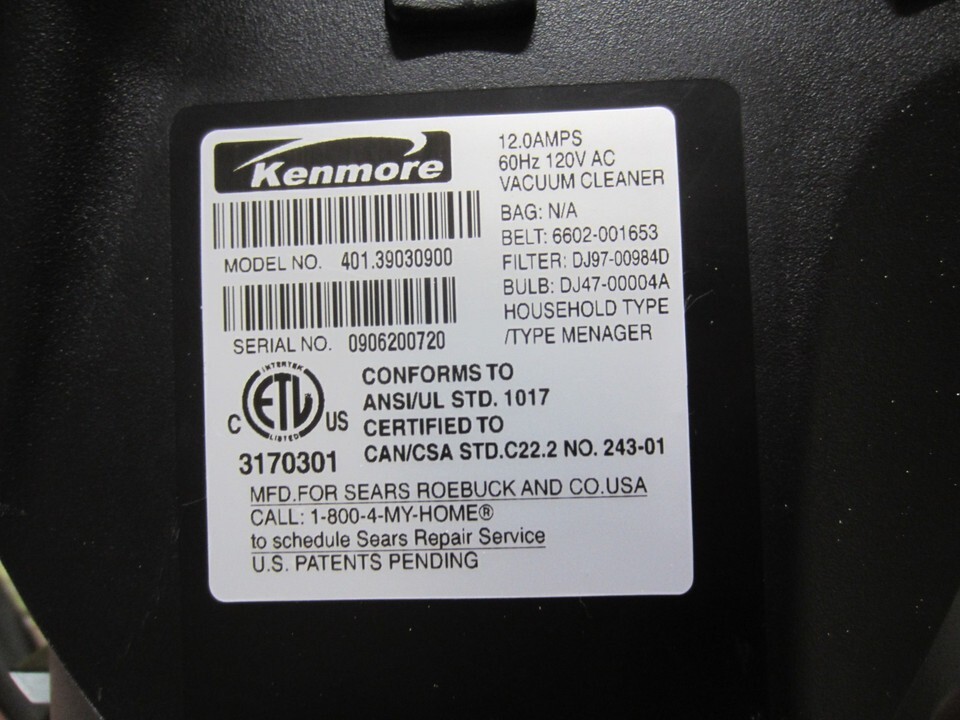 Kenmore
MODEL NO. 401.39030900
SERIAL NO. 0906200720
12.0AMPS
60Hz 120V AC
VACUUM CLEANER
BAG: N/A
BELT: 6602-001653
FILTER: DJ97-00984D
BULB: DJ47-00004A
HOUSEHOLD TYPE
/TYPE MENAGER
INTERTEK
C ETL US
LISTED
3170301
CONFORMS TO
ANSI/UL STD. 1017
CERTIFIED TO
CAN/CSA STD.C22.2 NO. 243-01
MFD.FOR SEARS ROEBUCK AND CO.USA
CALL: 1-800-4-MY-HOME®
to schedule Sears Repair Service
U.S. PATENTS PENDING